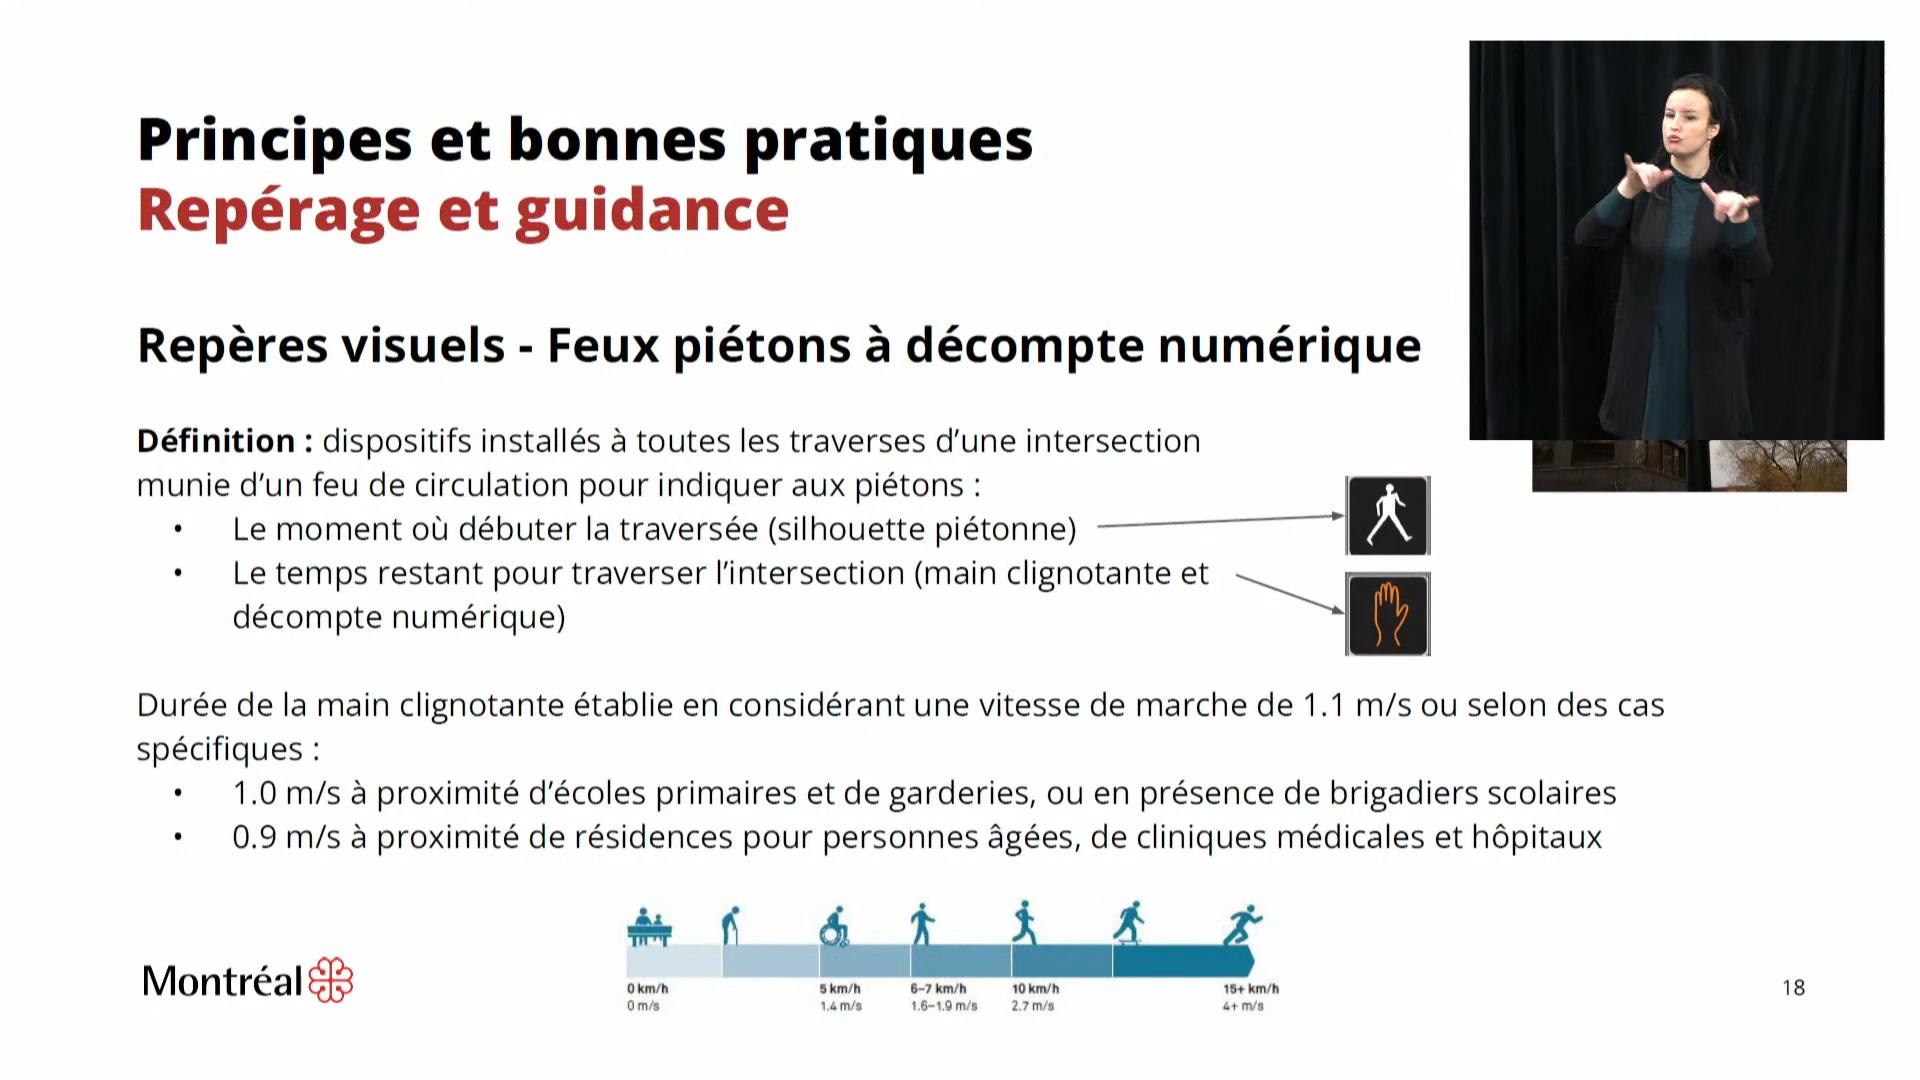 Principes et bonnes pratiques
Repérage et guidance
Repères visuels - Feux piétons à décompte numérique
Définition : dispositifs installés à toutes les traverses d’une intersection
munie d’un feu de circulation pour indiquer aux piétons :
• Le moment où débuter la traversée (silhouette piétonne)
• Le temps restant pour traverser l’intersection (main clignotante et
décompte numérique)
Durée de la main clignotante établie en considérant une vitesse de marche de 1.1 m/s ou selon des cas
spécifiques :
• 1.0 m/s à proximité d’écoles primaires et de garderies, ou en présence de brigadiers scolaires
• 0.9 m/s à proximité de résidences pour personnes âgées, de cliniques médicales et hôpitaux
0 km/h 5 km/h 6–7 km/h 10 km/h 15+ km/h
0 m/s 1.4 m/s 1.6–1.9 m/s 2.7 m/s 4+ m/s
Montréal
18